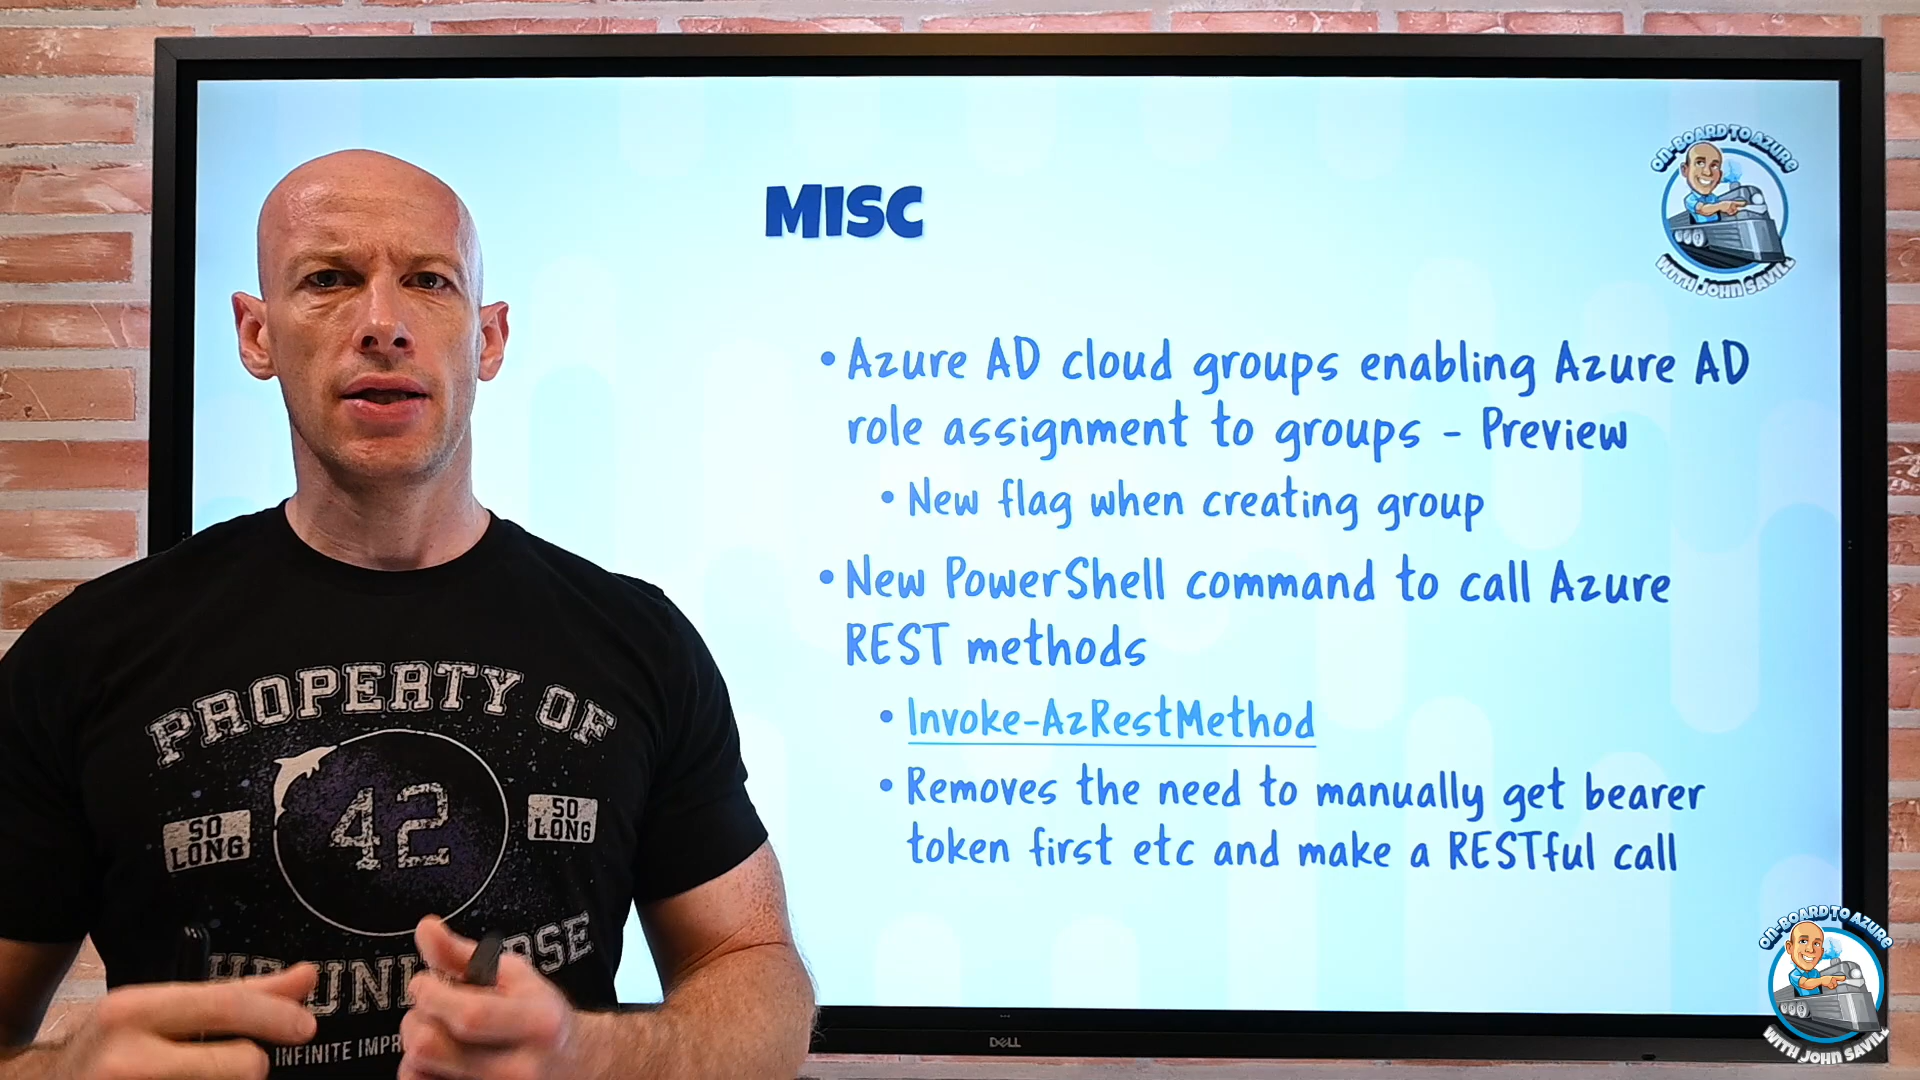 MISC
ON-BOARD TO AZURE
WITH JOHN SAVILL
• Azure AD cloud groups enabling Azure AD
role assignment to groups - Preview
• New flag when creating group
• New PowerShell command to call Azure
REST methods
• Invoke-AzRestMethod
• Removes the need to manually get bearer
token first etc and make a RESTful call
PROPERTY OF
SO
LONG
42
SO
LONG
INFINITE
DELL
ON-BOARD TO AZURE
WITH JOHN SAVILL